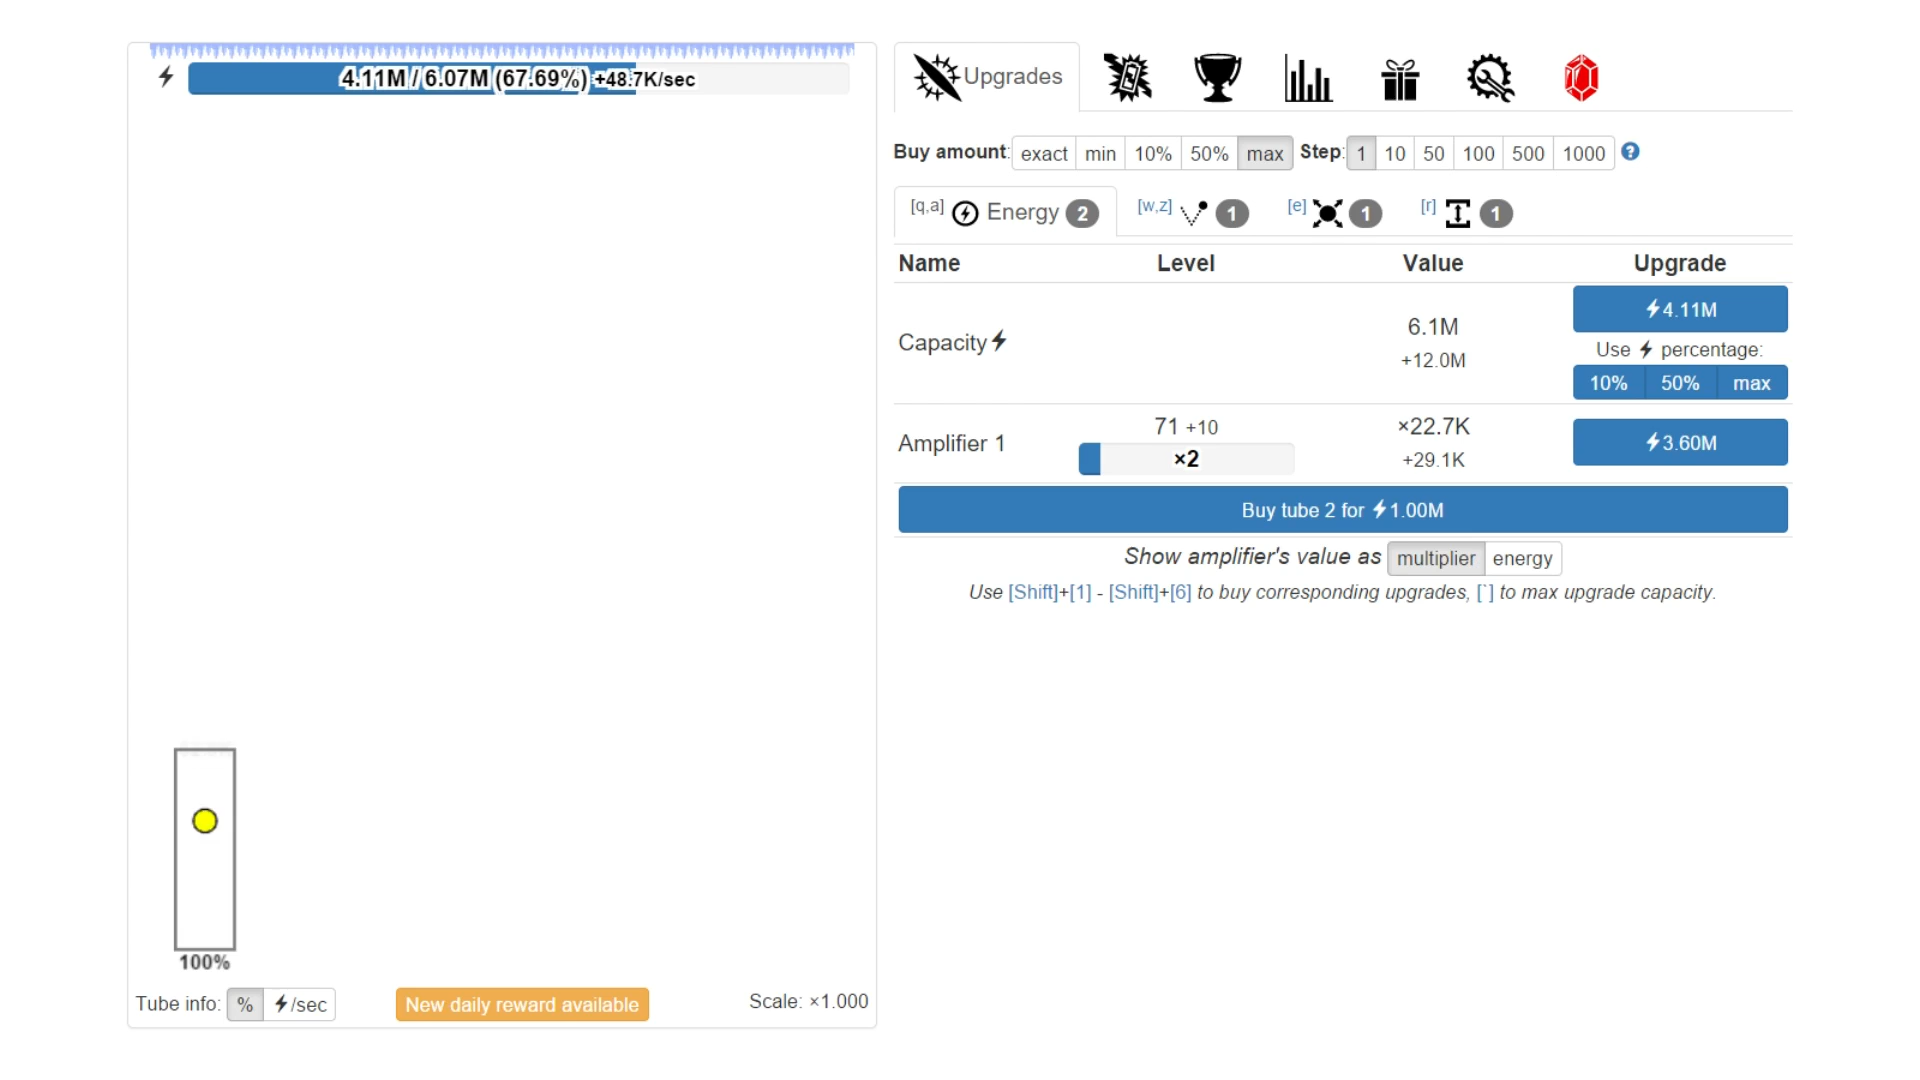 4.11M / 6.07M (67.69%) +48.7K/sec
100%
Tube info: % /sec
New daily reward available
Scale: ×1.000
Upgrades
Buy amount: exact min 10% 50% max Step: 1 10 50 100 500 1000 ?
[q,a] Energy 2 [w,z] 1 [e] 1 [r] 1
Name Level Value Upgrade
Capacity
6.1M
+12.0M
4.11M
Use percentage:
10% 50% max
Amplifier 1
71 +10
×2
×22.7K
+29.1K
3.60M
Buy tube 2 for 1.00M
Show amplifier's value as multiplier energy
Use [Shift]+[1] - [Shift]+[6] to buy corresponding upgrades, [`] to max upgrade capacity.